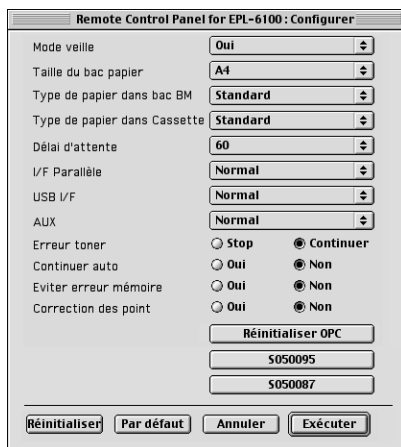 Remote Control Panel for EPL-6100 : Configurer
Mode veille Oui
Taille du bac papier A4
Type de papier dans bac BM Standard
Type de papier dans Cassette Standard
Délai d'attente 60
I/F Parallèle Normal
USB I/F Normal
AUX Normal
Erreur toner Stop Continuer
Continuer auto Oui Non
Eviter erreur mémoire Oui Non
Correction des point Oui Non
Réinitialiser OPC
S050095
S050087
Réinitialiser Par défaut Annuler Exécuter